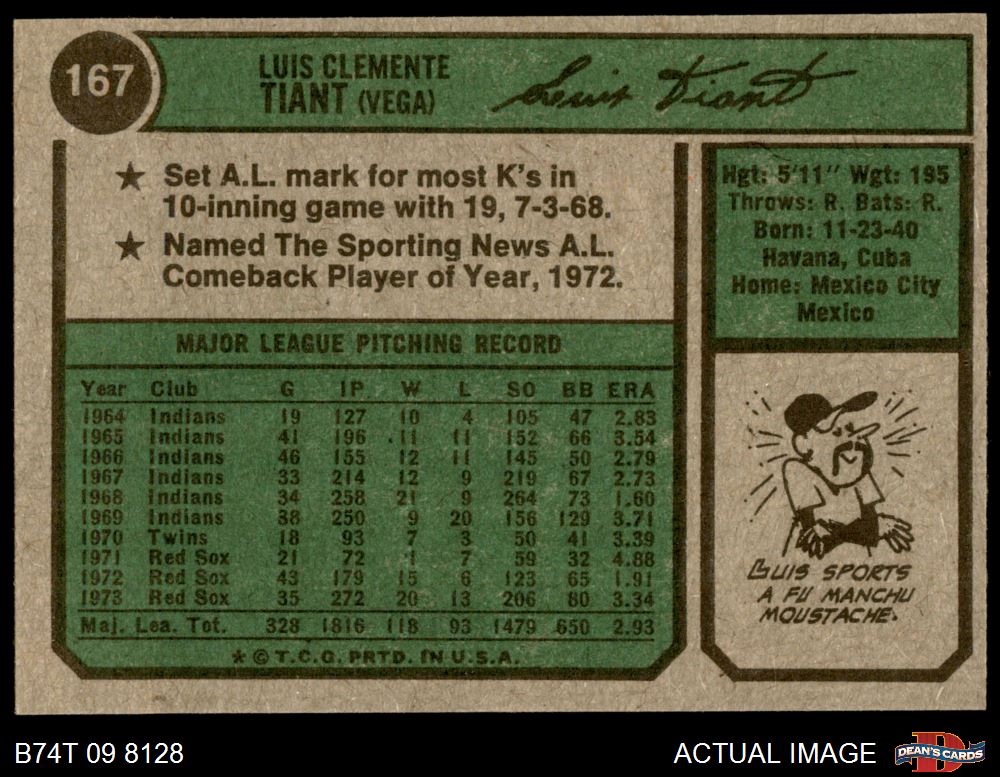 167
LUIS CLEMENTE
TIANT (VEGA)
Luis Tiant
★ Set A.L. mark for most K's in
10-inning game with 19, 7-3-68.
★ Named The Sporting News A.L.
Comeback Player of Year, 1972.
Hgt: 5'11" Wgt: 195
Throws: R. Bats: R.
Born: 11-23-40
Havana, Cuba
Home: Mexico City
Mexico
MAJOR LEAGUE PITCHING RECORD
Year Club G IP W L SO BB ERA
1964 Indians 19 127 10 4 105 47 2.83
1965 Indians 41 196 11 11 152 66 3.54
1966 Indians 46 155 12 11 145 50 2.79
1967 Indians 33 214 12 9 219 67 2.73
1968 Indians 34 258 21 9 264 73 1.60
1969 Indians 38 250 9 20 156 129 3.71
1970 Twins 18 93 7 3 50 41 3.39
1971 Red Sox 21 72 1 7 59 32 4.88
1972 Red Sox 43 179 15 6 123 65 1.91
1973 Red Sox 35 272 20 13 206 80 3.34
Maj. Lea. Tot. 328 1816 118 93 1479 650 2.93
★ © T.C.G. PRTD. IN U.S.A.
LUIS SPORTS
A FU MANCHU
MOUSTACHE.
B74T 09 8128
ACTUAL IMAGE
D
DEAN'S CARDS